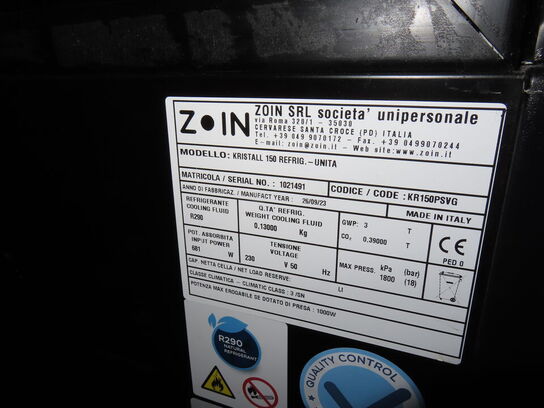 ZOIN
ZOIN SRL societa' unipersonale
via Roma 320/1 - 35030
CERVARESE SANTA CROCE (PD) ITALIA
Tel. +39 049 9070172 - Fax. +39 0499070244
E-mail: zoin@zoin.it - Web site:www.zoin.it
MODELLO: KRISTALL 150 REFRIG.-UNITA
MATRICOLA / SERIAL NO. : 1021491
CODICE / CODE : KR150PSVG
ANNO DI FABBRICAZ. / MANUFACT YEAR : 26/09/23
MADE IN ITALY
REFRIGERANTE
COOLING FLUID
R290
Q.TA' REFRIG.
WEIGHT COOLING FLUID
0.13000 Kg
GWP: 3 T
CO₂ 0.39000 T
CE
PED 0
POT. ASSORBITA
INPUT POWER
681 W
TENSIONE
VOLTAGE
230 V 50 Hz
MAX PRESS. kPa (bar)
1800 (18)
CAP. NETTA CELLA / NET LOAD RESERVE: Lt
CLASSE CLIMATICA - CLIMATIC CLASS : 3 /SN
POTENZA MAX EROGABILE SE DOTATO DI PRESA : 1000W
R290
NATURAL
REFRIGERANT
QUALITY CONTROL